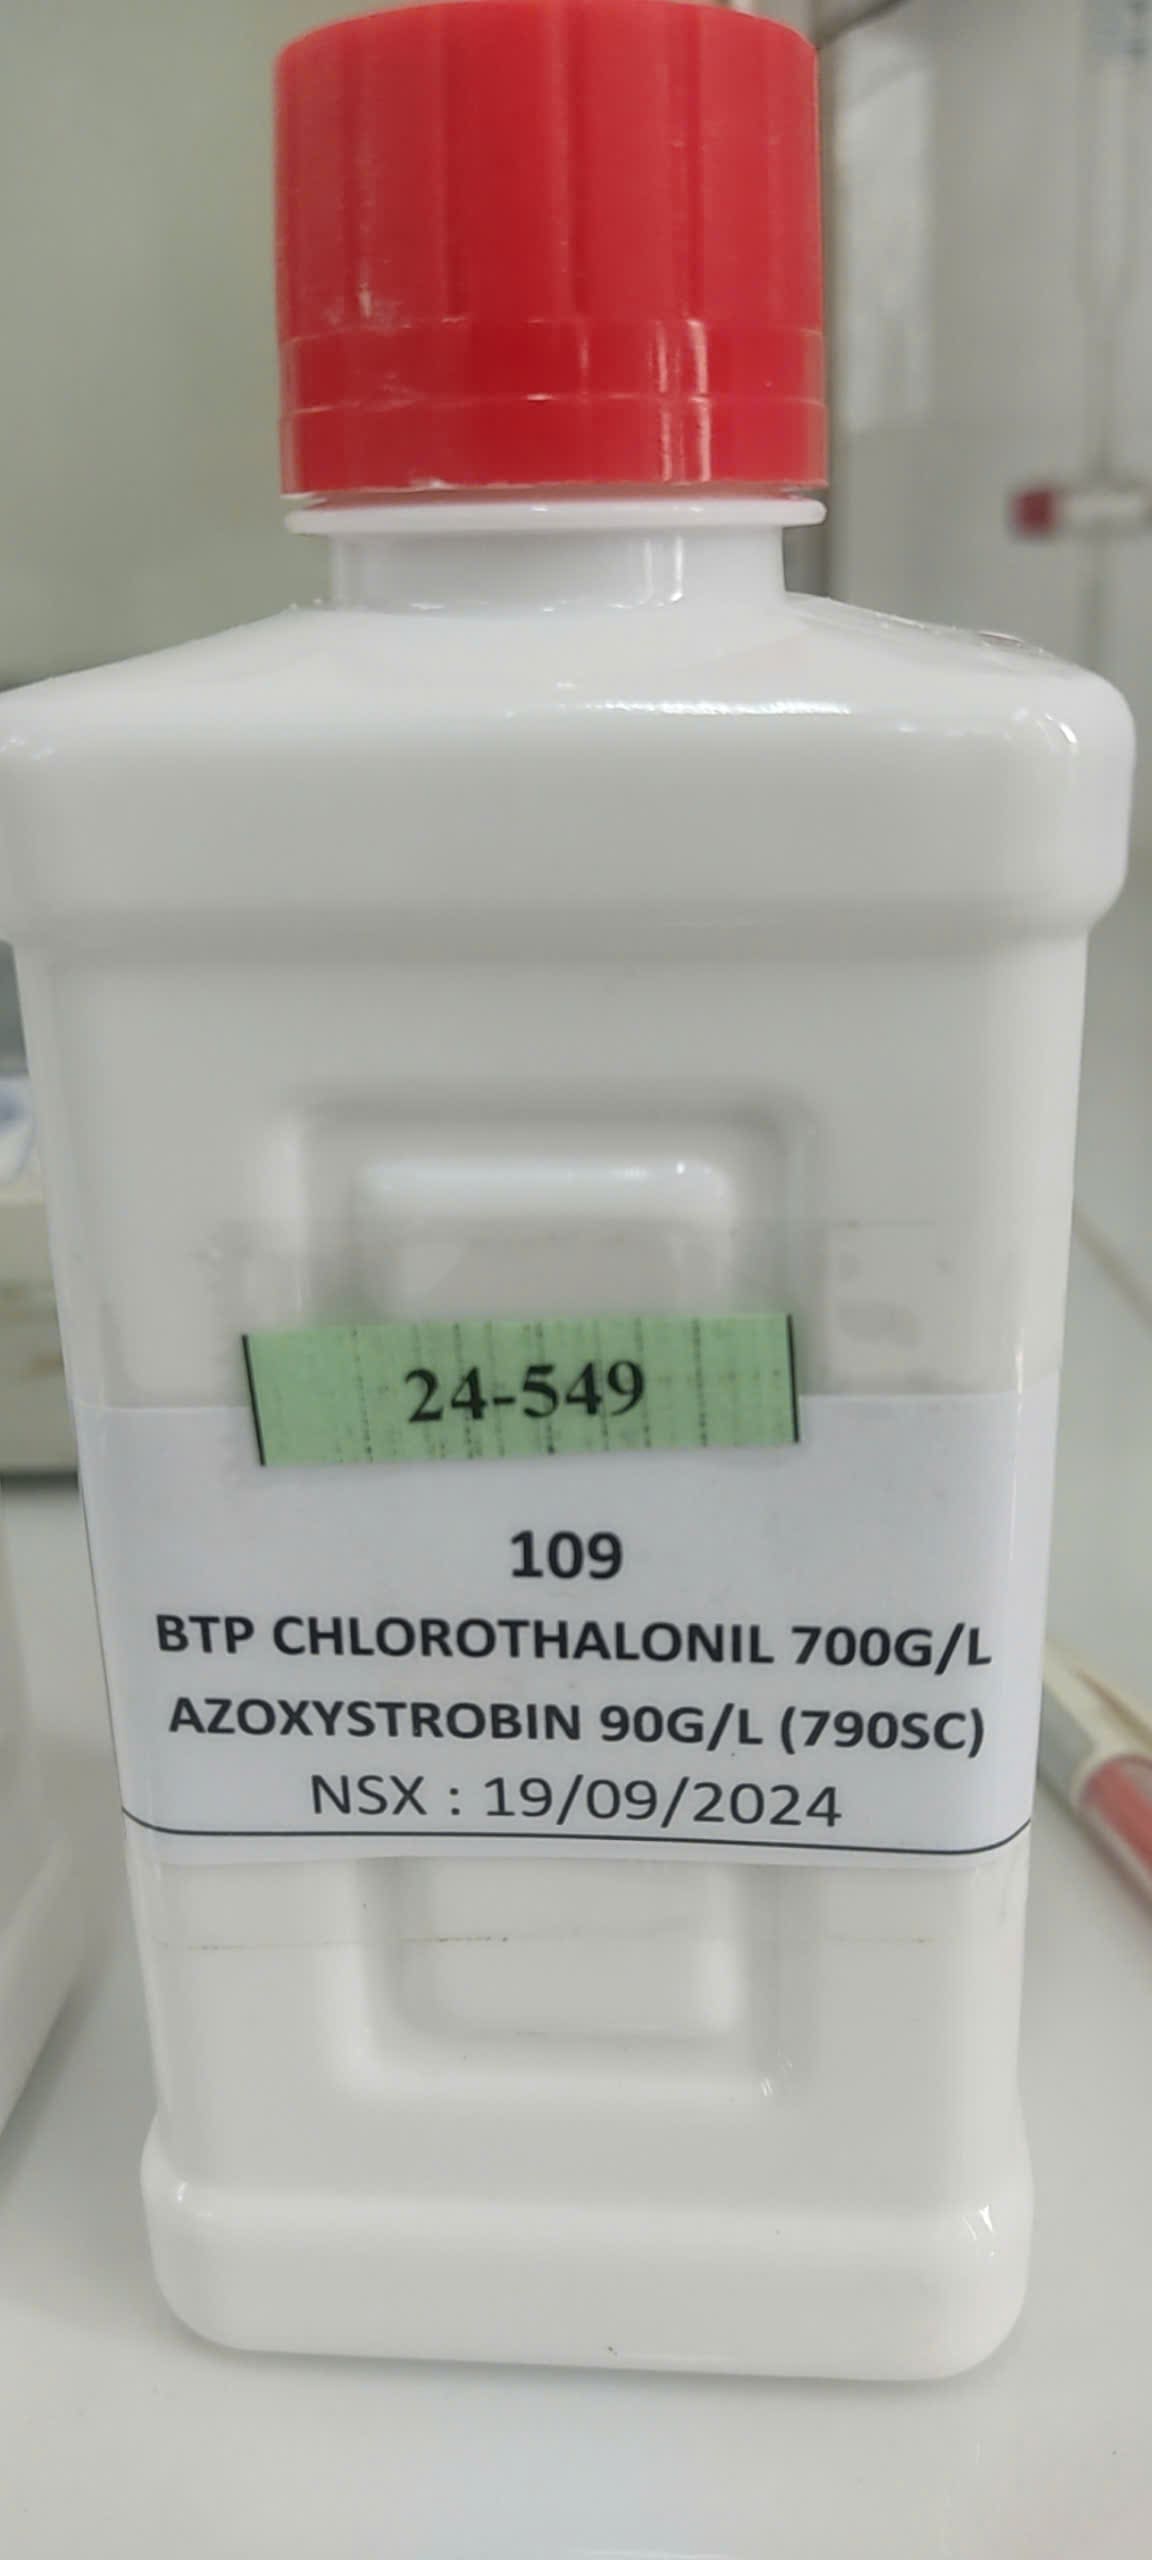 24-549
109
BTP CHLOROTHALONIL 700G/L
AZOXYSTROBIN 90G/L (790SC)
NSX : 19/09/2024